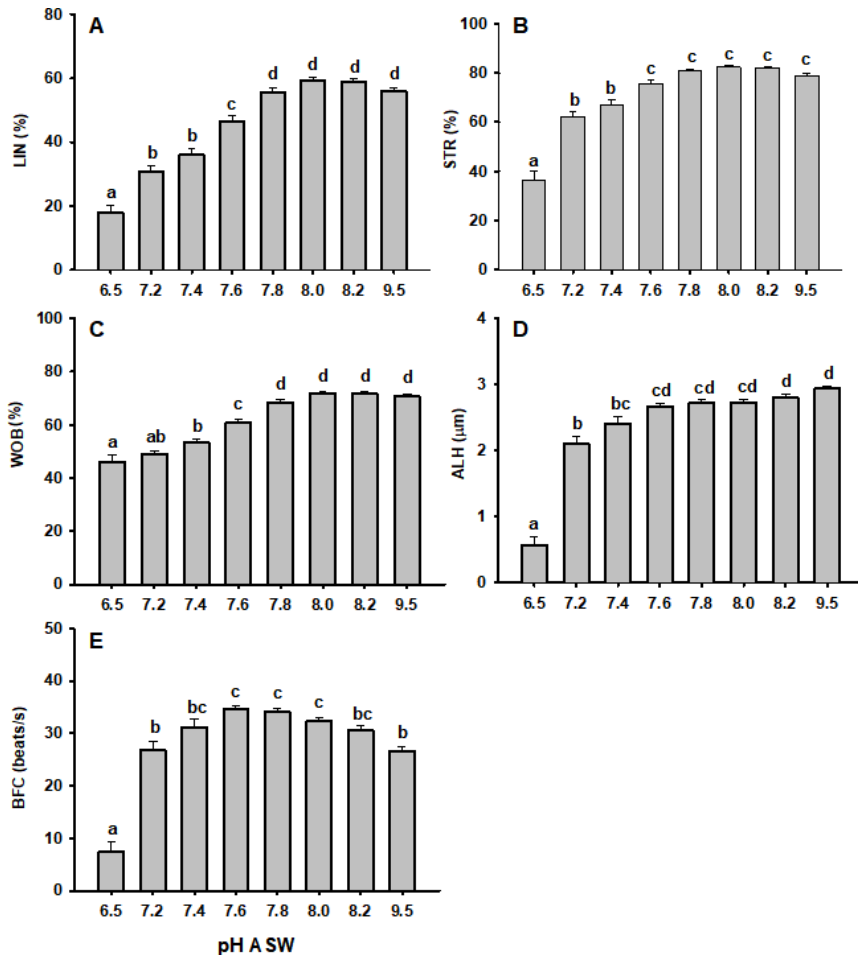 A
LIN (%)
80
60
40
20
0
a b b c d d d d
6.5 7.2 7.4 7.6 7.8 8.0 8.2 9.5
B
STR (%)
100
80
60
40
20
0
a b b c c c c c
6.5 7.2 7.4 7.6 7.8 8.0 8.2 9.5
C
WOB (%)
100
80
60
40
20
0
a ab b c d d d d
6.5 7.2 7.4 7.6 7.8 8.0 8.2 9.5
D
ALH (μm)
4
3
2
1
0
a b bc cd cd cd d d
6.5 7.2 7.4 7.6 7.8 8.0 8.2 9.5
E
BFC (beats/s)
50
40
30
20
10
0
a b bc c c c bc b
6.5 7.2 7.4 7.6 7.8 8.0 8.2 9.5
pH A SW